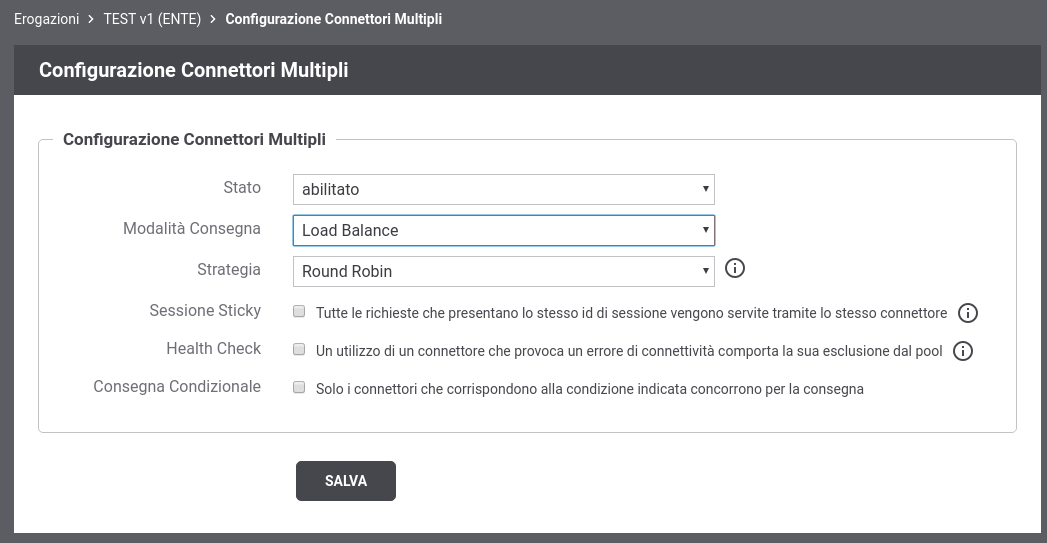 Erogazioni > TEST v1 (ENTE) > Configurazione Connettori Multipli
Configurazione Connettori Multipli
Configurazione Connettori Multipli
Stato abilitato
Modalità Consegna Load Balance
Strategia Round Robin
Sessione Sticky Tutte le richieste che presentano lo stesso id di sessione vengono servite tramite lo stesso connettore
Health Check Un utilizzo di un connettore che provoca un errore di connettività comporta la sua esclusione dal pool
Consegna Condizionale Solo i connettori che corrispondono alla condizione indicata concorrono per la consegna
SALVA